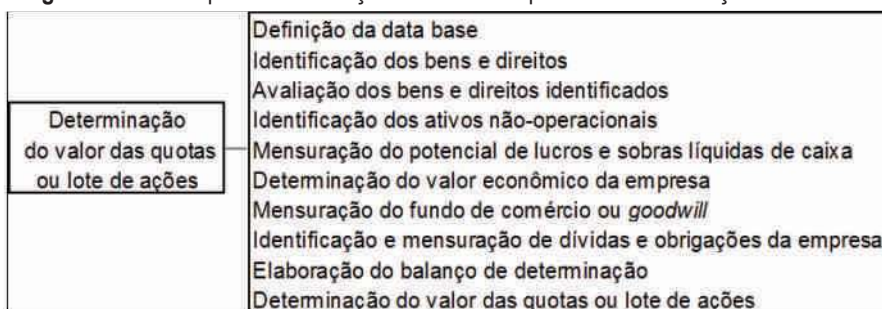 Determinação
do valor das quotas
ou lote de ações
Definição da data base
Identificação dos bens e direitos
Avaliação dos bens e direitos identificados
Identificação dos ativos não-operacionais
Mensuração do potencial de lucros e sobras líquidas de caixa
Determinação do valor econômico da empresa
Mensuração do fundo de comércio ou goodwill
Identificação e mensuração de dívidas e obrigações da empresa
Elaboração do balanço de determinação
Determinação do valor das quotas ou lote de ações